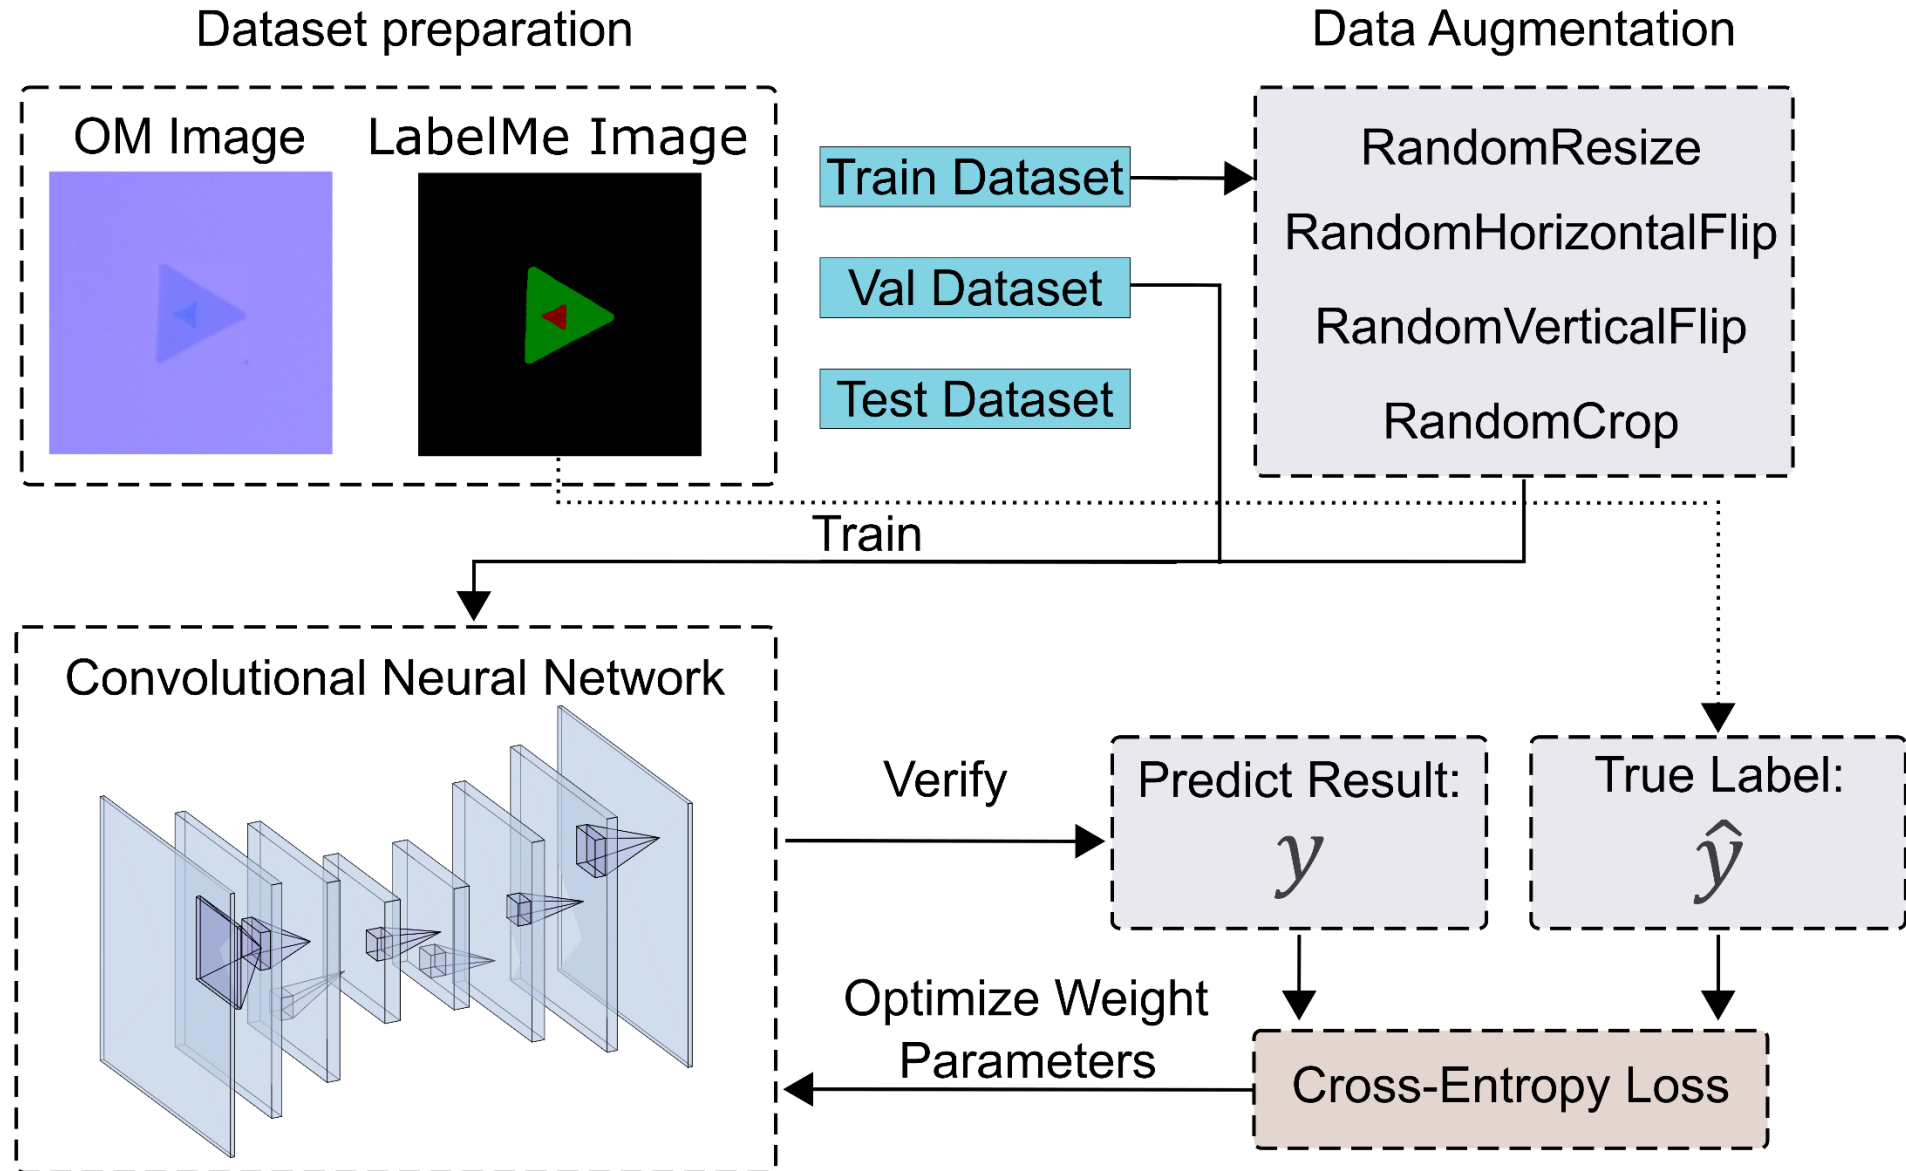 Dataset preparation
Data Augmentation
OM Image
LabelMe Image
Train Dataset
Val Dataset
Test Dataset
RandomResize
RandomHorizontalFlip
RandomVerticalFlip
RandomCrop
Train
Convolutional Neural Network
Verify
Predict Result:
y
True Label:
ŷ
Optimize Weight
Parameters
Cross-Entropy Loss